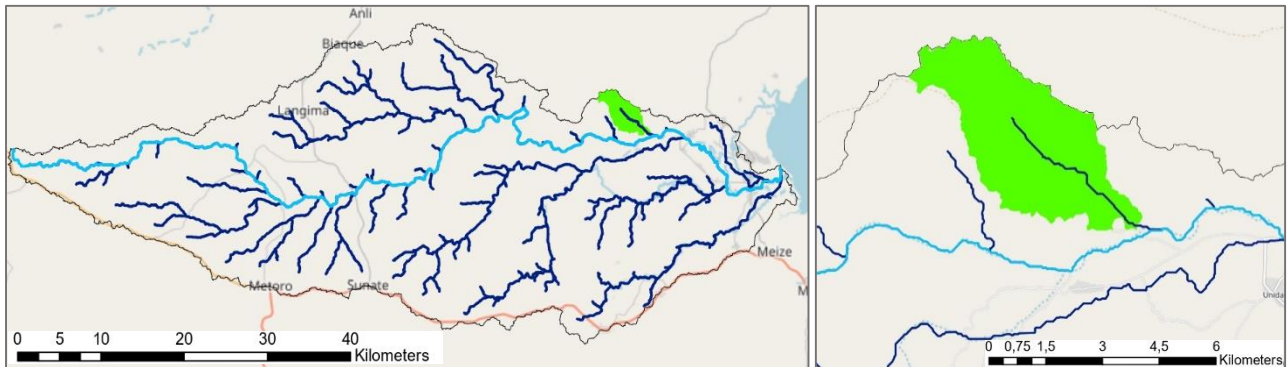 Anli
Biaque
Langima
Metoro
Sunate
Meize
M
0 5 10 20 30 40
Kilometers
Unida
0 0,75 1,5 3 4,5 6
Kilometers